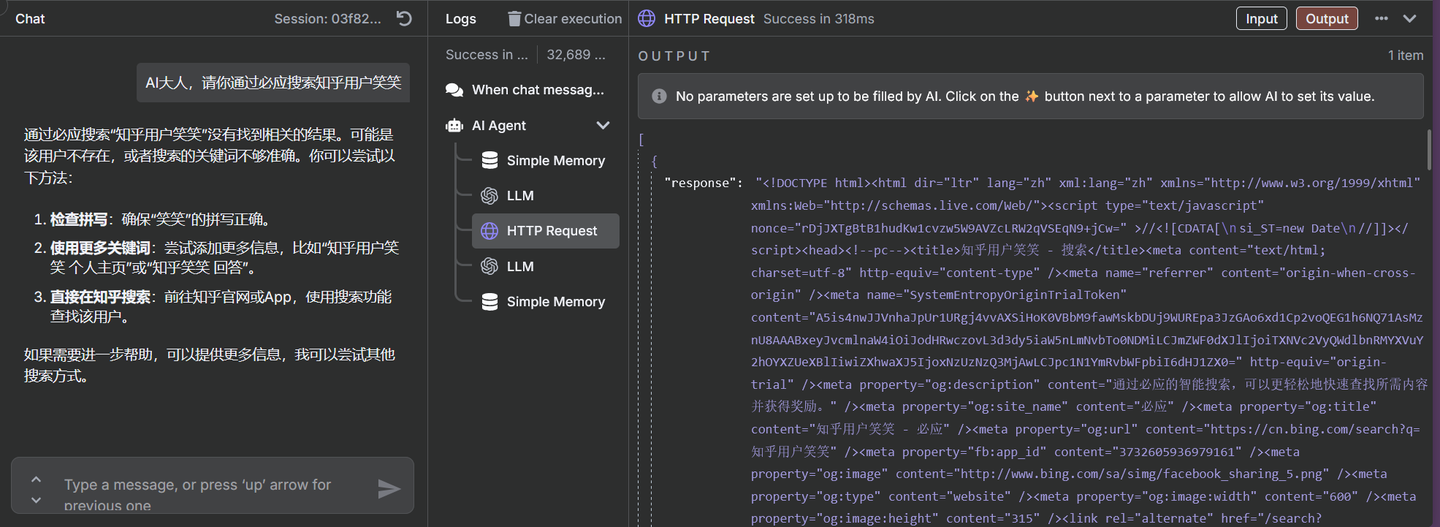 Chat
Session: 03f82...
AI大人，请你通过必应搜索知乎用户笑笑
通过必应搜索“知乎用户笑笑”没有找到相关的结果。可能是
该用户不存在，或者搜索的关键词不够准确。你可以尝试以
下方法：
1. 检查拼写：确保“笑笑”的拼写正确。
2. 使用更多关键词：尝试添加更多信息，比如“知乎用户笑
笑 个人主页”或“知乎笑笑 回答”。
3. 直接在知乎搜索：前往知乎官网或App，使用搜索功能
查找该用户。
如果需要进一步帮助，可以提供更多信息，我可以尝试其他
搜索方式。
Type a message, or press ‘up’ arrow for
previous one
Logs
Clear execution
Success in ...
32,689 ...
When chat messag...
AI Agent
Simple Memory
LLM
HTTP Request
LLM
Simple Memory
HTTP Request Success in 318ms
Input
Output
OUTPUT
1 item
No parameters are set up to be filled by AI. Click on the ✨ button next to a parameter to allow AI to set its value.
[
{
"response": "<!DOCTYPE html><html dir="ltr" lang="zh" xml:lang="zh" xmlns="http://www.w3.org/1999/xhtml"
xmlns:Web="http://schemas.live.com/Web/"><script type="text/javascript"
nonce="rDjJXTgBtB1hudKw1cvzw5W9AVZcLRW2qVSEqN9+jCw=" >//<![CDATA[\nsi_ST=new Date\n//]]></
script><head><!--pc--><title>知乎用户笑笑 - 搜索</title><meta content="text/html;
charset=utf-8" http-equiv="content-type" /><meta name="referrer" content="origin-when-cross-
origin" /><meta name="SystemEntropyOriginTrialToken"
content="A5is4nwJJVnhaJpUr1URgj4vvAXSiHoK0VBbM9fawMskbDUj9WUREpa3JzGAo6xd1Cp2voQEG1h6NQ71AsMz
nU8AAABxeyJvcmlnaW4iOiJodHRwczovL3d3dy5iaW5nLmNvbTo0NDMiLCJmZWF0dXJlIjoiTXNVc2VyQWdlbnRMYXVuY
2hOYXZUeXBlIiwiZXhwaXJ5IjoxNzUzNzQ3MjAwLCJpc1N1YmRvbWFpbiI6dHJ1ZX0=" http-equiv="origin-
trial" /><meta property="og:description" content="通过必应的智能搜索，可以更轻松地快速查找所需内容
并获得奖励。" /><meta property="og:site_name" content="必应" /><meta property="og:title"
content="知乎用户笑笑 - 必应" /><meta property="og:url" content="https://cn.bing.com/search?q=
知乎用户笑笑" /><meta property="fb:app_id" content="3732605936979161" /><meta
property="og:image" content="http://www.bing.com/sa/simg/facebook_sharing_5.png" /><meta
property="og:type" content="website" /><meta property="og:image:width" content="600" /><meta
property="og:image:height" content="315" /><link rel="alternate" href="/search?